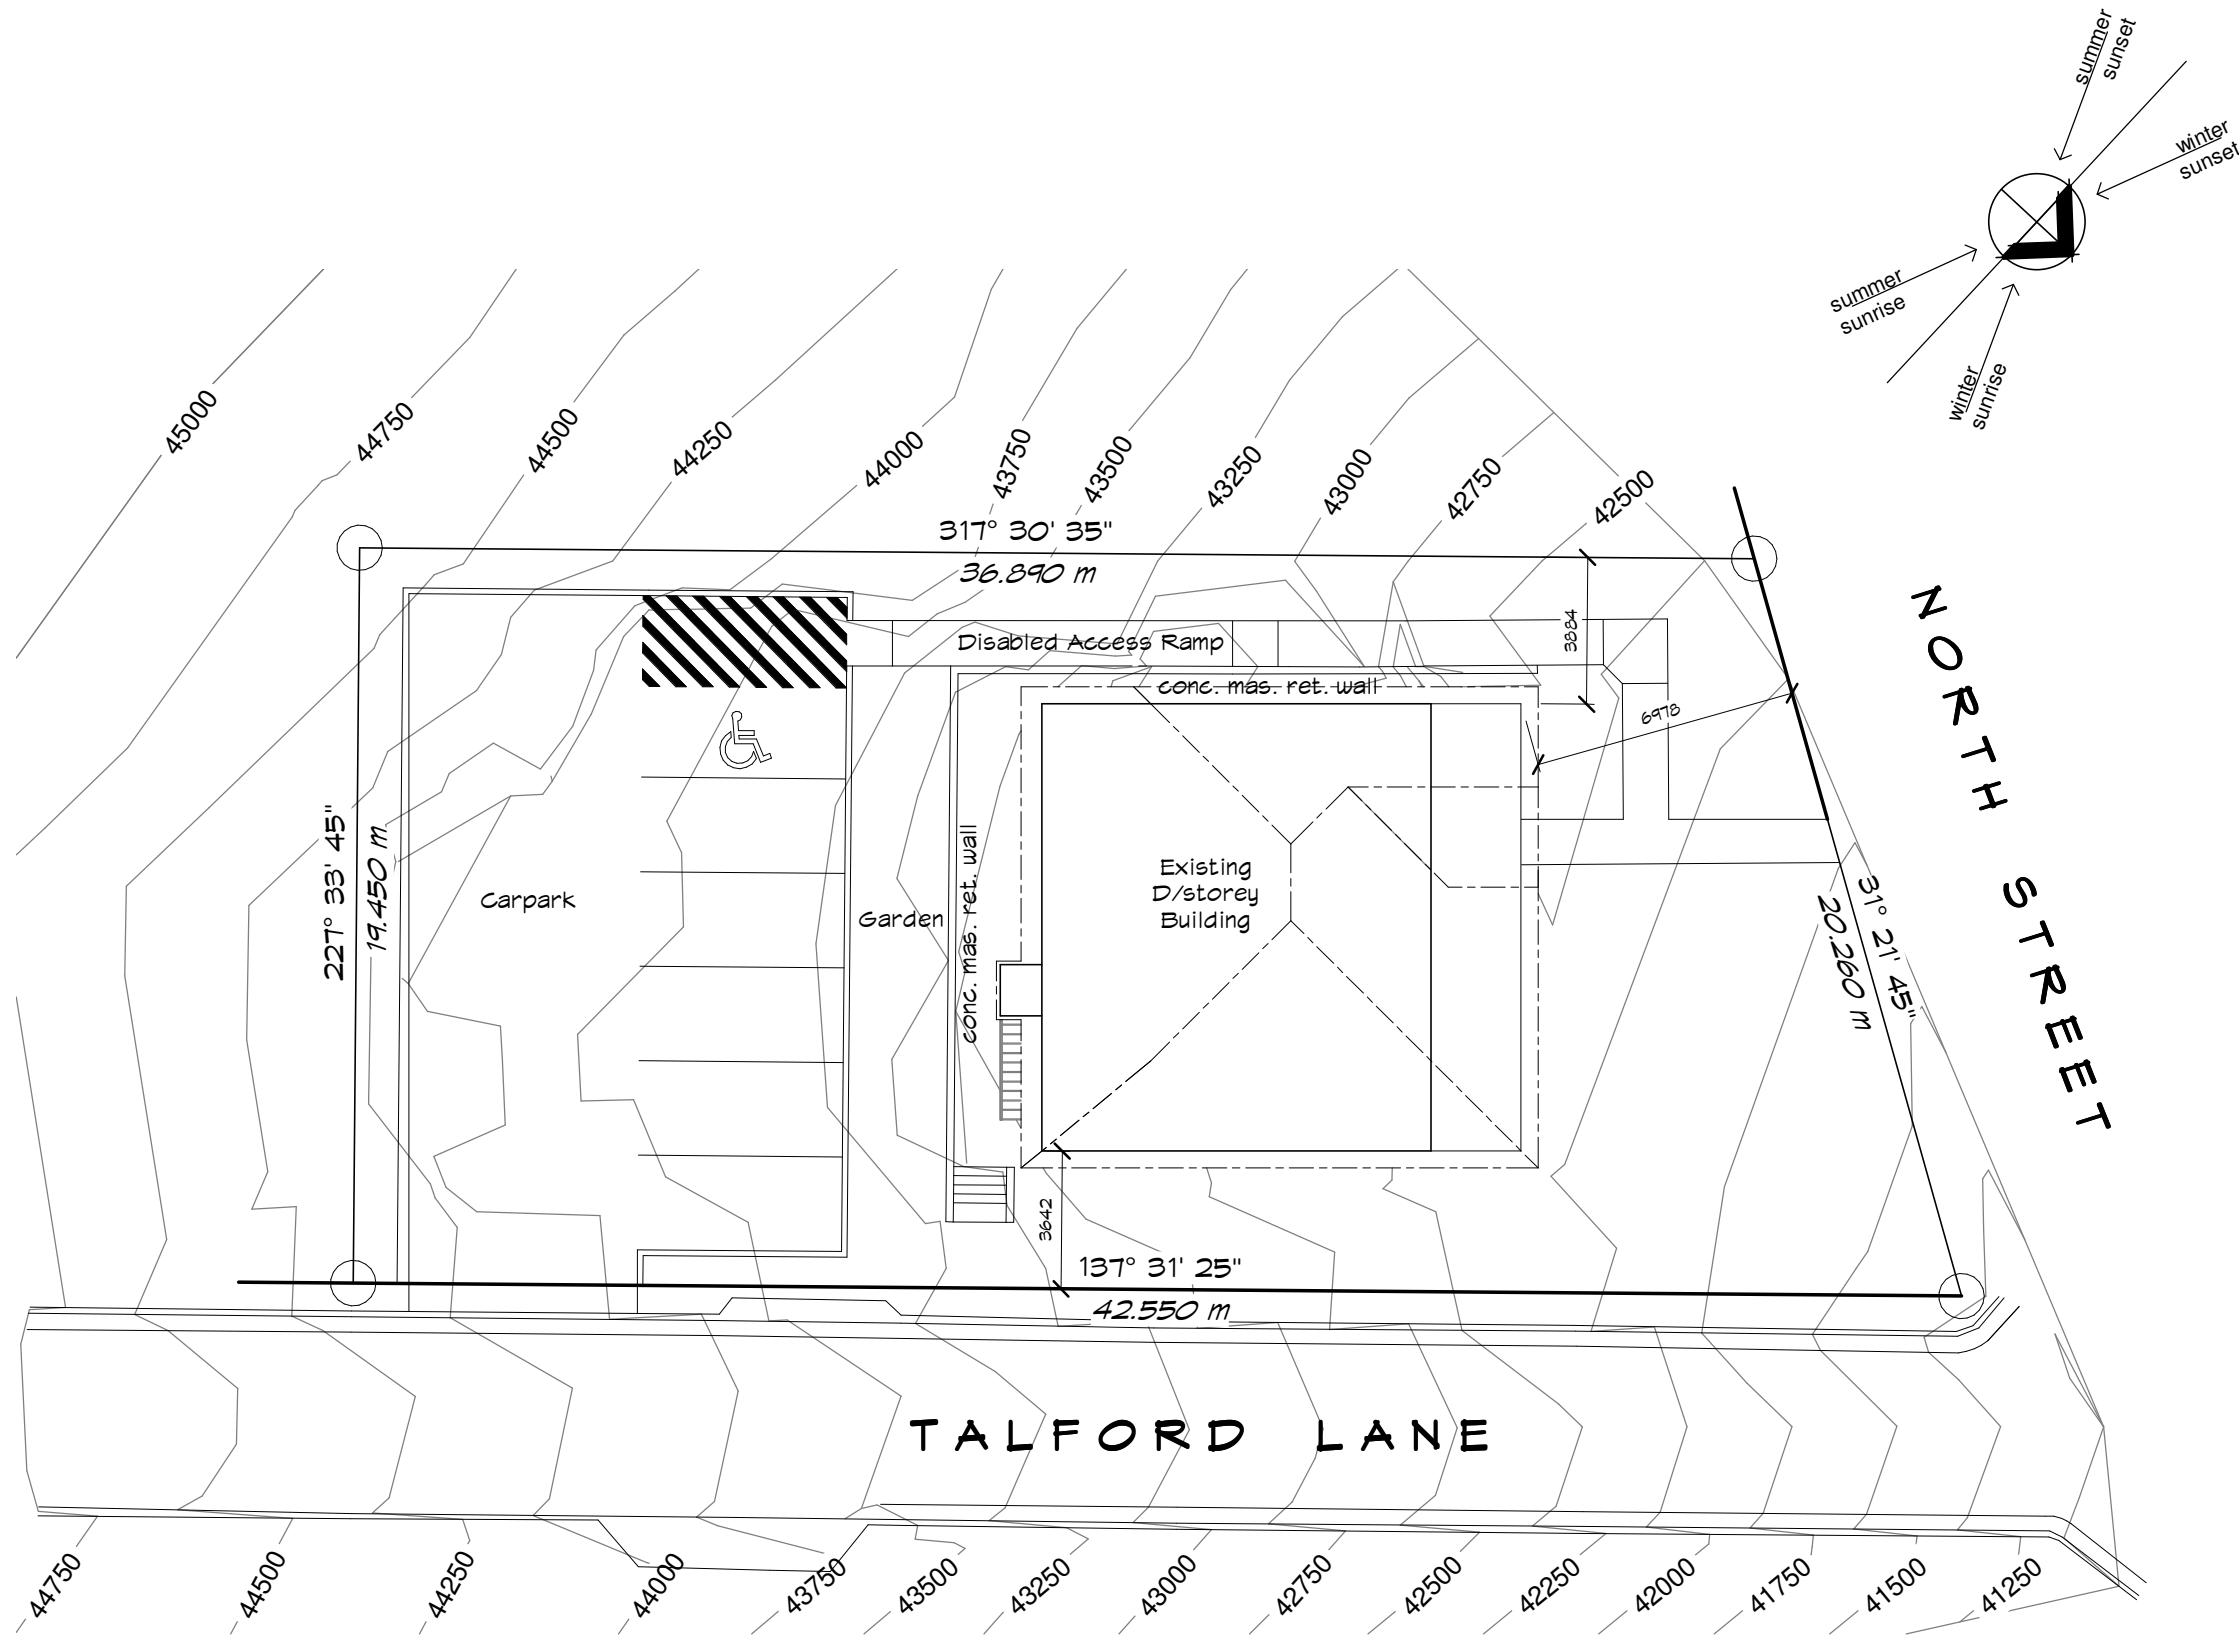 summer
sunset
winter
sunset
summer
sunrise
winter
sunrise
45000
44750
44500
44250
44000
43750
43500
43250
43000
42750
42500
317° 30' 35"
36.890 m
3884
Disabled Access Ramp
conc. mas. ret. wall
6978
NORTH STREET
227° 33' 45"
19.450 m
Carpark
Garden
conc. mas. ret. wall
Existing
D/storey
Building
31° 21' 45"
20.260 m
3642
137° 31' 25"
42.550 m
TALFORD LANE
44750
44500
44250
44000
43750
43500
43250
43000
42750
42500
42250
42000
41750
41500
41250